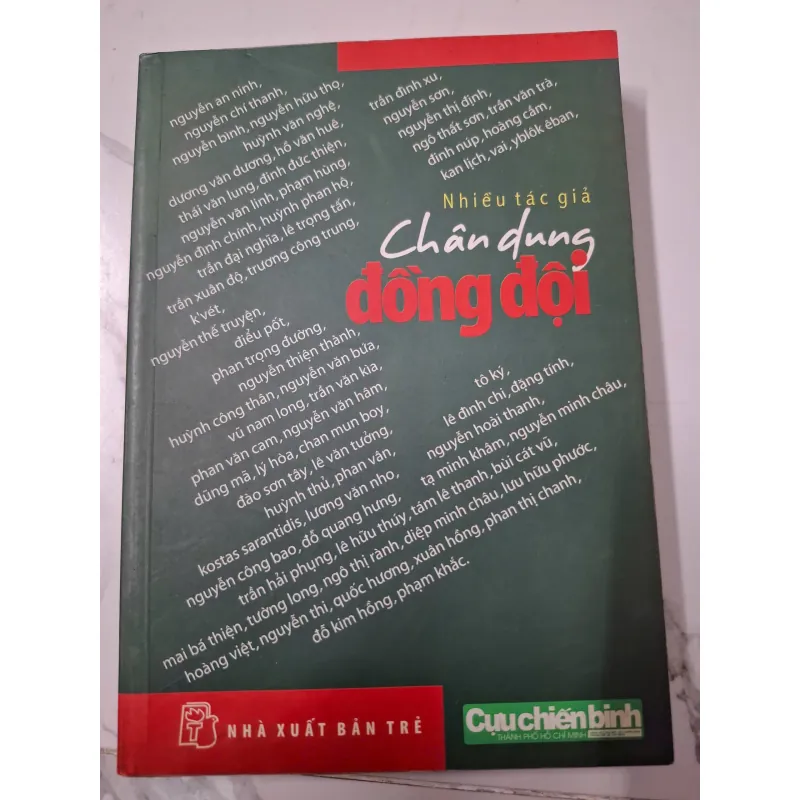 nguyễn an ninh,
nguyễn chí thanh,
nguyễn bình, nguyễn hữu thọ,
huỳnh văn nghệ,
dương văn dương, hồ văn huê,
thái văn lung, đinh đức thiện,
nguyễn văn linh, phạm hùng,
nguyễn đình chính, huỳnh phan hộ,
trần đại nghĩa, lê trọng tấn,
trần xuân độ, trương công trung,
k'vét,
nguyễn thế truyện,
điểu pốt,
phan trọng đường,
nguyễn thiện thành,
huỳnh công thân, nguyễn văn bứa,
vũ nam long, trần văn kia,
phan văn cam, nguyễn văn hâm,
dũng mã, lý hòa, chan mun boy,
đào sơn tây, lê văn tưởng,
huỳnh thủ, phan vân,
kostas sarantidis, lương văn nho,
nguyễn công bao, đỗ quang hưng,
trần hải phụng, lê hữu thúy, tám lê thanh, bùi cát vũ,
mai bá thiện, tường long, ngô thị rành, diệp minh châu, lưu hữu phước,
hoàng việt, nguyễn thi, quốc hương, xuân hồng, phan thị chanh,
đỗ kim hồng, phạm khắc.
trần đình xu,
nguyễn sơn,
nguyễn thị định,
ngô thất sơn, trần văn trà,
đinh núp, hoàng cầm,
kan lịch, vai, yblôk êban,
Nhiều tác giả
Chân dung
đồng đội
tô ký,
lê đình chi, đặng tính,
nguyễn hoài thanh,
tạ minh khâm, nguyễn minh châu,
T
NHÀ XUẤT BẢN TRẺ
Cựu chiến binh
THÀNH PHỐ HỒ CHÍ MINH